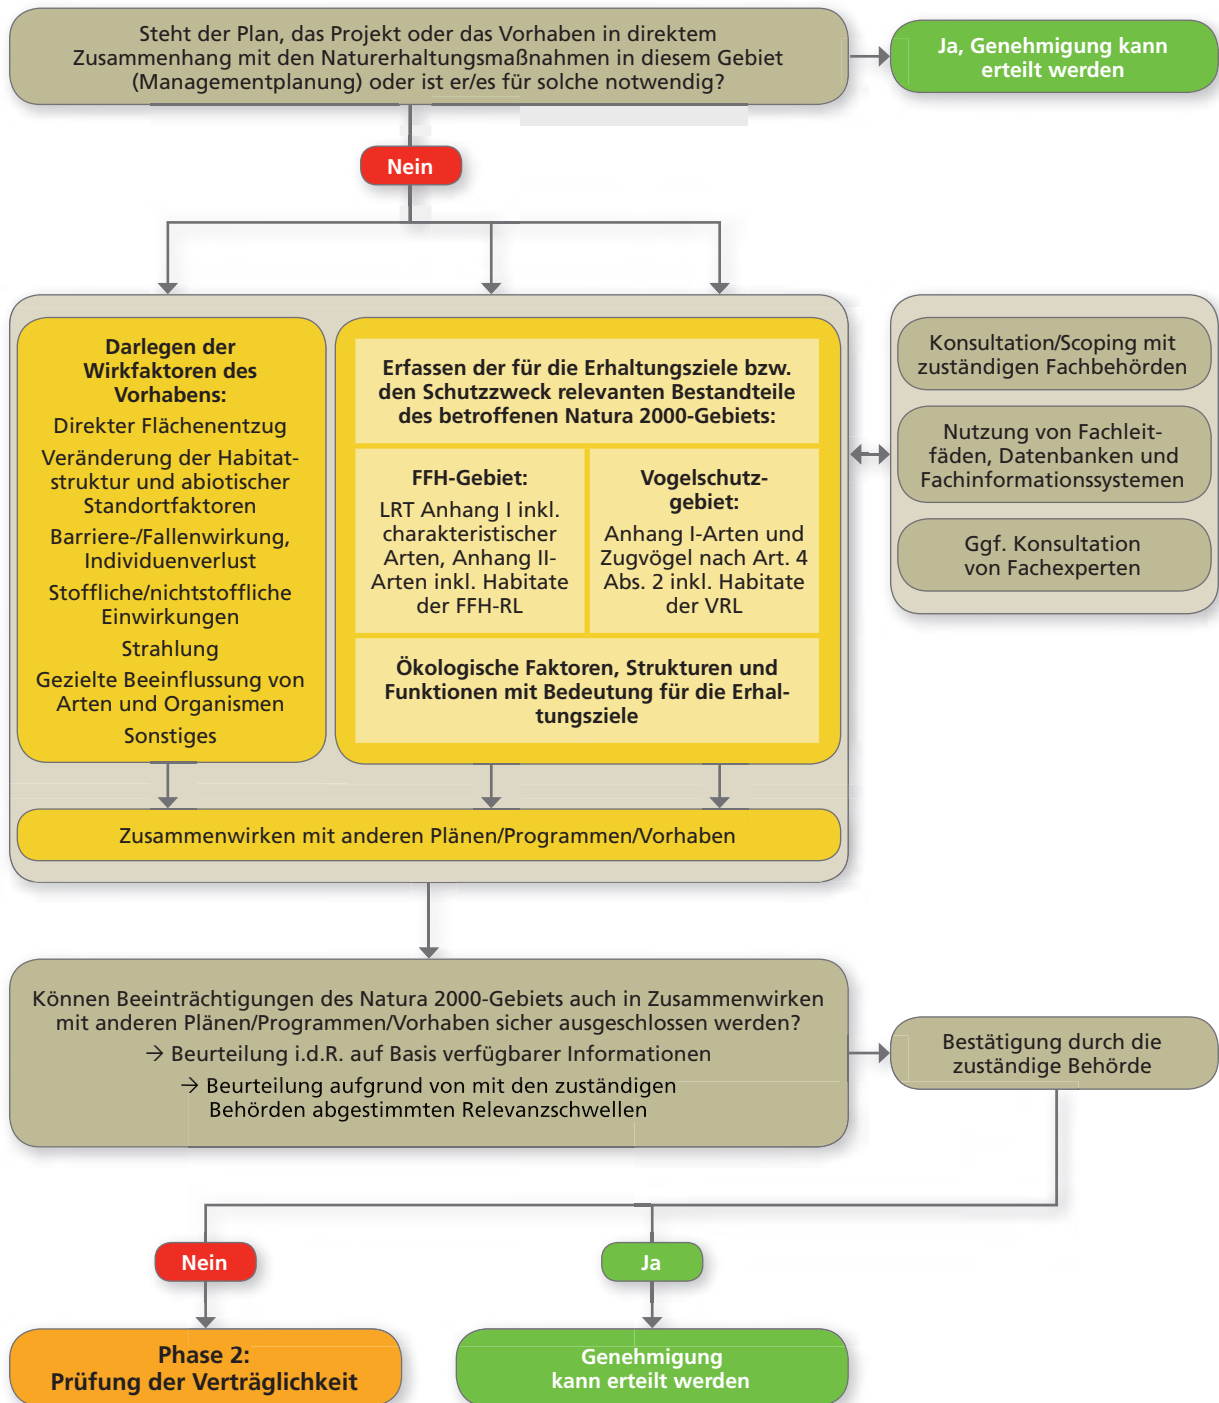 Steht der Plan, das Projekt oder das Vorhaben in direktem
Zusammenhang mit den Naturerhaltungsmaßnahmen in diesem Gebiet
(Managementplanung) oder ist er/es für solche notwendig?
Ja, Genehmigung kann
erteilt werden
Nein
Darlegen der
Wirkfaktoren des
Vorhabens:
Direkter Flächenentzug
Veränderung der Habitat-
struktur und abiotischer
Standortfaktoren
Barriere-/Fallenwirkung,
Individuenverlust
Stoffliche/nichtstoffliche
Einwirkungen
Strahlung
Gezielte Beeinflussung von
Arten und Organismen
Sonstiges
Erfassen der für die Erhaltungsziele bzw.
den Schutzzweck relevanten Bestandteile
des betroffenen Natura 2000-Gebiets:
FFH-Gebiet:
LRT Anhang I inkl.
charakteristischer
Arten, Anhang II-
Arten inkl. Habitate
der FFH-RL
Vogelschutz-
gebiet:
Anhang I-Arten und
Zugvögel nach Art. 4
Abs. 2 inkl. Habitate
der VRL
Ökologische Faktoren, Strukturen und
Funktionen mit Bedeutung für die Erhal-
tungsziele
Konsultation/Scoping mit
zuständigen Fachbehörden
Nutzung von Fachleit-
fäden, Datenbanken und
Fachinformationssystemen
Ggf. Konsultation
von Fachexperten
Zusammenwirken mit anderen Plänen/Programmen/Vorhaben
Können Beeinträchtigungen des Natura 2000-Gebiets auch in Zusammenwirken
mit anderen Plänen/Programmen/Vorhaben sicher ausgeschlossen werden?
→ Beurteilung i.d.R. auf Basis verfügbarer Informationen
→ Beurteilung aufgrund von mit den zuständigen
Behörden abgestimmten Relevanzschwellen
Bestätigung durch die
zuständige Behörde
Nein
Ja
Phase 2:
Prüfung der Verträglichkeit
Genehmigung
kann erteilt werden